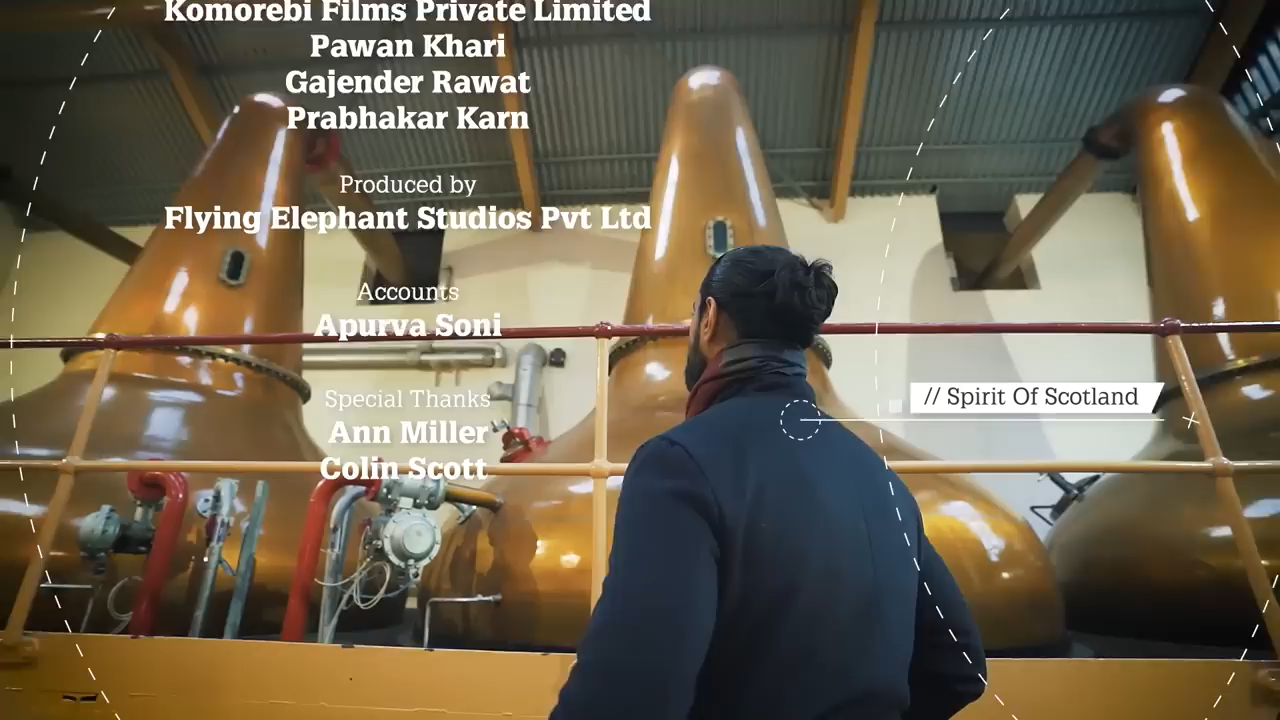 Komorebi Films Private Limited
Pawan Khari
Gajender Rawat
Prabhakar Karn
Produced by
Flying Elephant Studios Pvt Ltd
Accounts
Apurva Soni
Special Thanks
Ann Miller
Colin Scott
// Spirit Of Scotland